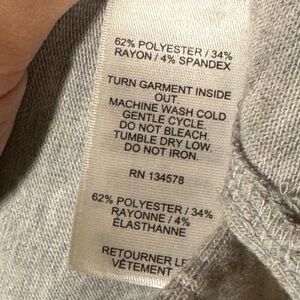 62% POLYESTER / 34%
RAYON / 4% SPANDEX
TURN GARMENT INSIDE
OUT.
MACHINE WASH COLD
GENTLE CYCLE.
DO NOT BLEACH.
TUMBLE DRY LOW.
DO NOT IRON.
RN 134578
62% POLYESTER / 34%
RAYONNE / 4%
ÉLASTHANNE
RETOURNER
VÊTEMENT